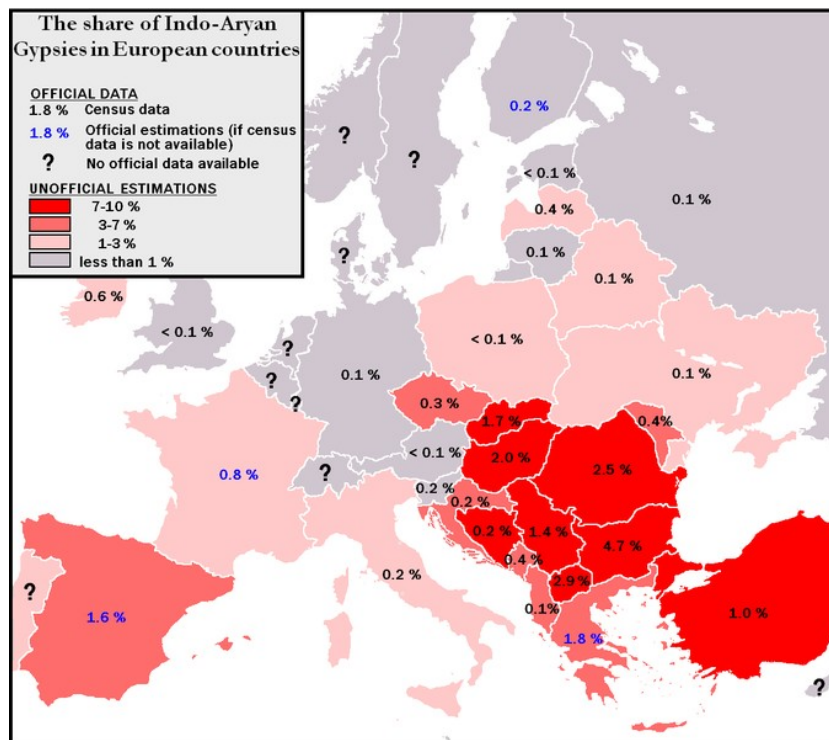 The share of Indo-Aryan
Gypsies in European countries
OFFICIAL DATA
1.8 % Census data
1.8 % Official estimations (if census
data is not available)
? No official data available
UNOFFICIAL ESTIMATIONS
7-10 %
3-7 %
1-3 %
less than 1 %
0.2 %
?
?
< 0.1 %
0.1 %
0.4 %
?
0.1 %
0.1 %
0.6 %
< 0.1 %
?
< 0.1 %
?
0.1 %
0.1 %
?
0.3 %
1.7 %
0.4%
< 0.1 %
2.0 %
0.8 %
?
2.5 %
0.2 %
0.2 %
0.2 %
1.4 %
4.7 %
0.4 %
0.2 %
2.9 %
?
0.1%
1.0 %
1.6 %
1.8 %
?